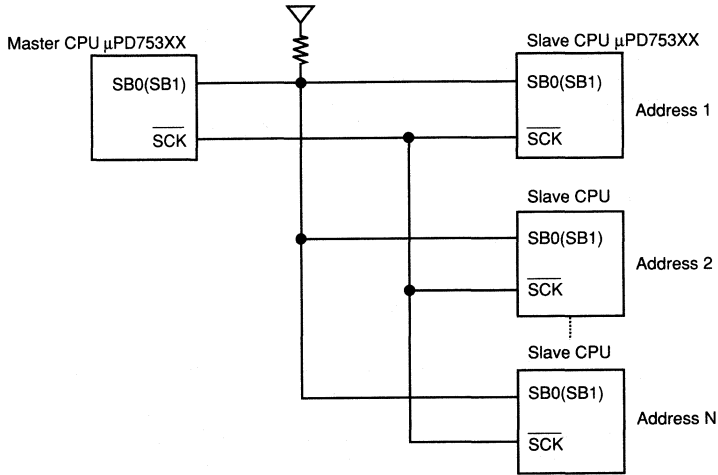 Master CPU μPD753XX
SB0(SB1)
SCK
Slave CPU μPD753XX
SB0(SB1)
SCK
Address 1
Slave CPU
SB0(SB1)
SCK
Address 2
Slave CPU
SB0(SB1)
SCK
Address N